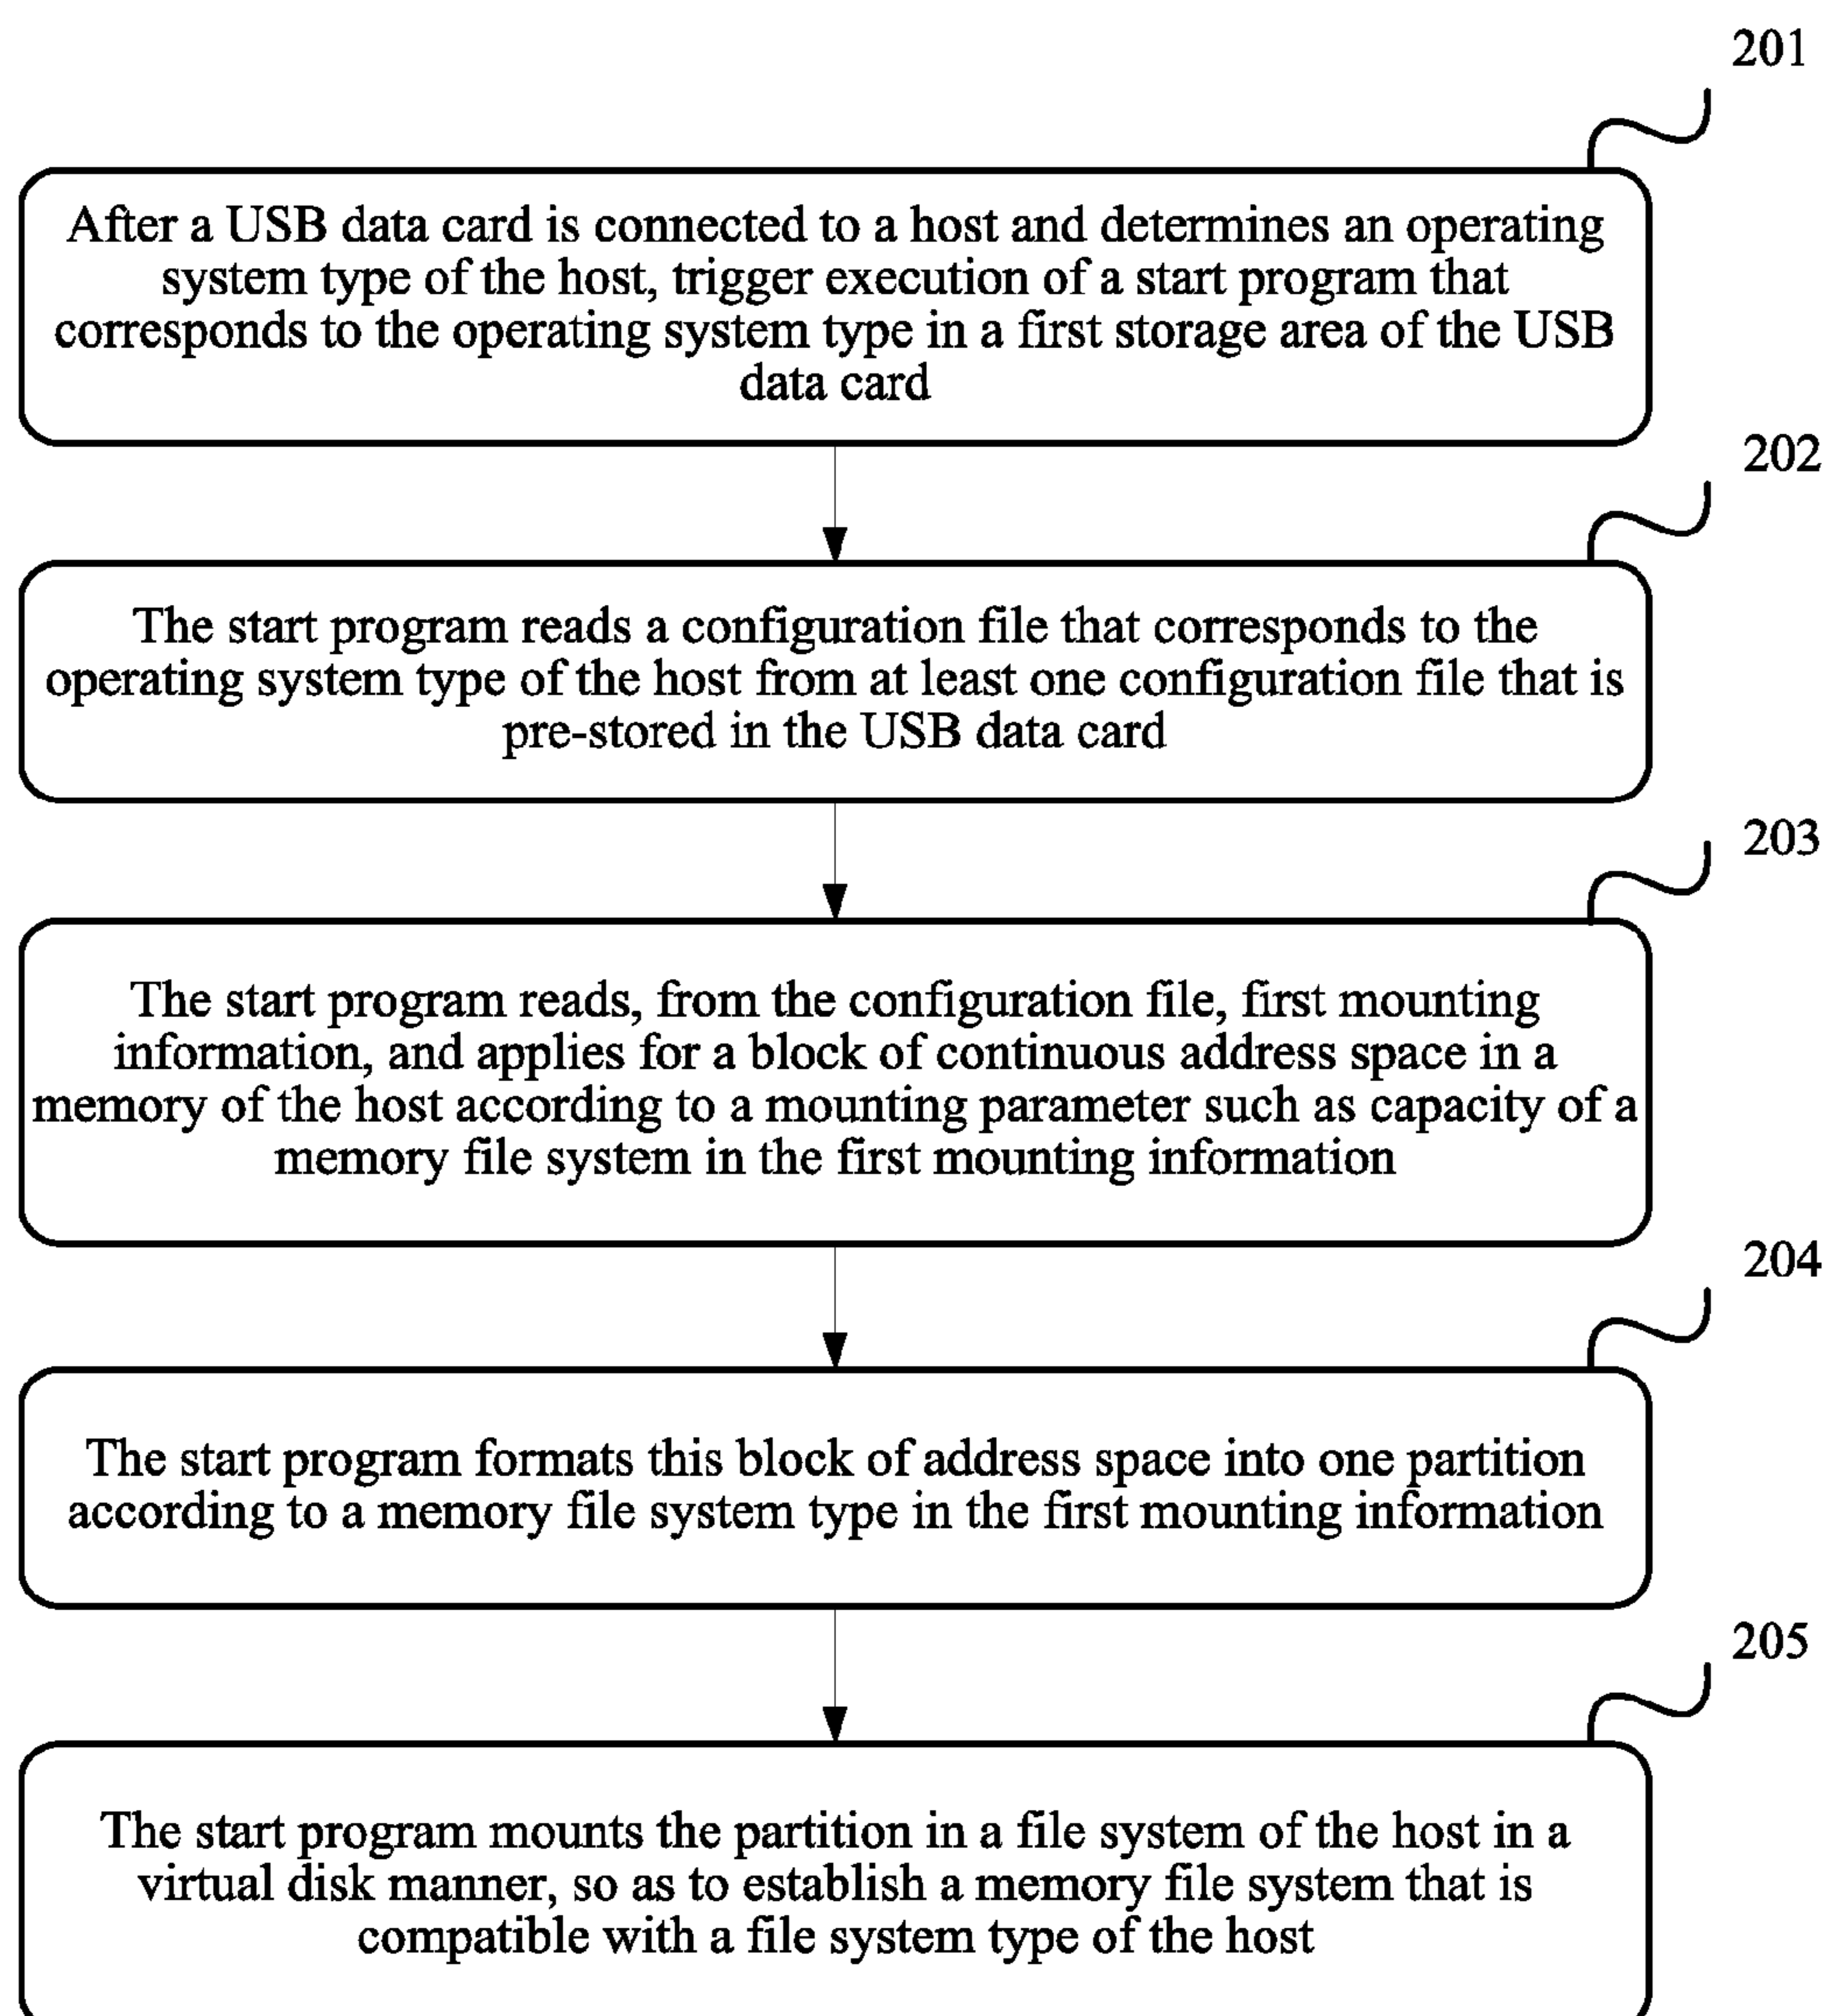 201
After a USB data card is connected to a host and determines an operating
system type of the host, trigger execution of a start program that
corresponds to the operating system type in a first storage area of the USB
data card
202
The start program reads a configuration file that corresponds to the
operating system type of the host from at least one configuration file that is
pre-stored in the USB data card
203
The start program reads, from the configuration file, first mounting
information, and applies for a block of continuous address space in a
memory of the host according to a mounting parameter such as capacity of a
memory file system in the first mounting information
204
The start program formats this block of address space into one partition
according to a memory file system type in the first mounting information
205
The start program mounts the partition in a file system of the host in a
virtual disk manner, so as to establish a memory file system that is
compatible with a file system type of the host